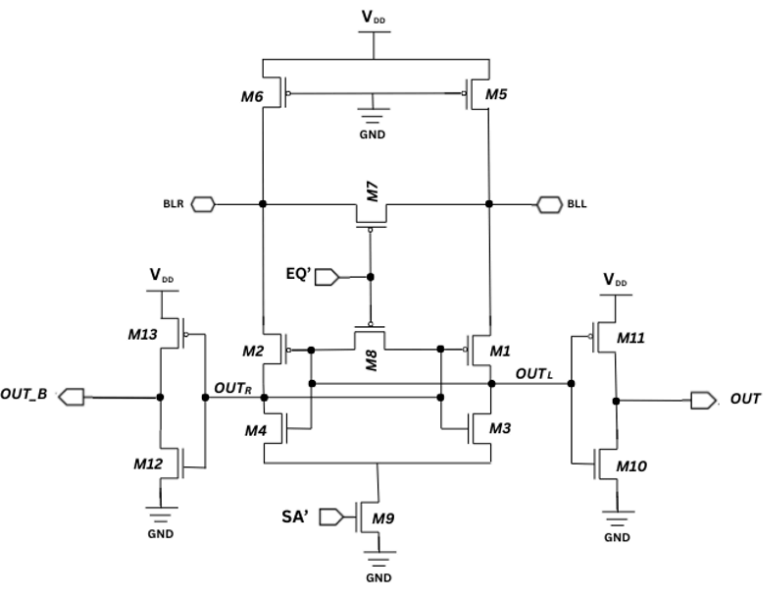 VDD
M6
M5
GND
M7
BLR
BLL
EQ'
VDD
VDD
M13
M2
M8
M1
M11
OUTL
OUT_B
OUTR
OUT
M4
M3
M12
M10
SA'
M9
GND
GND
GND